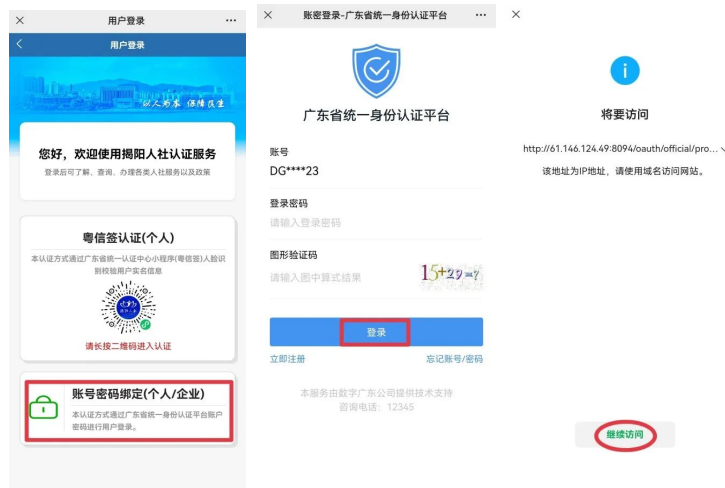 用户登录
用户登录
以人为本 保障民生
您好，欢迎使用揭阳人社认证服务
登录后可了解、查询、办理各类人社服务以及政策
粤信签认证(个人)
本认证方式通过广东省统一认证中心小程序(粤信签)人脸识
别校验用户实名信息
请长按二维码进入认证
账号密码绑定(个人/企业)
本认证方式通过广东省统一身份认证平台账户
密码进行用户登录。
账密登录-广东省统一身份认证平台
广东省统一身份认证平台
账号
DG****23
登录密码
请输入登录密码
图形验证码
请输入图中算式结果
15+29=?
登录
立即注册
忘记账号/密码
本服务由数字广东公司提供技术支持
咨询电话：12345
将要访问
http://61.146.124.49:8094/oauth/official/pro...
该地址为IP地址，请使用域名访问网站。
继续访问